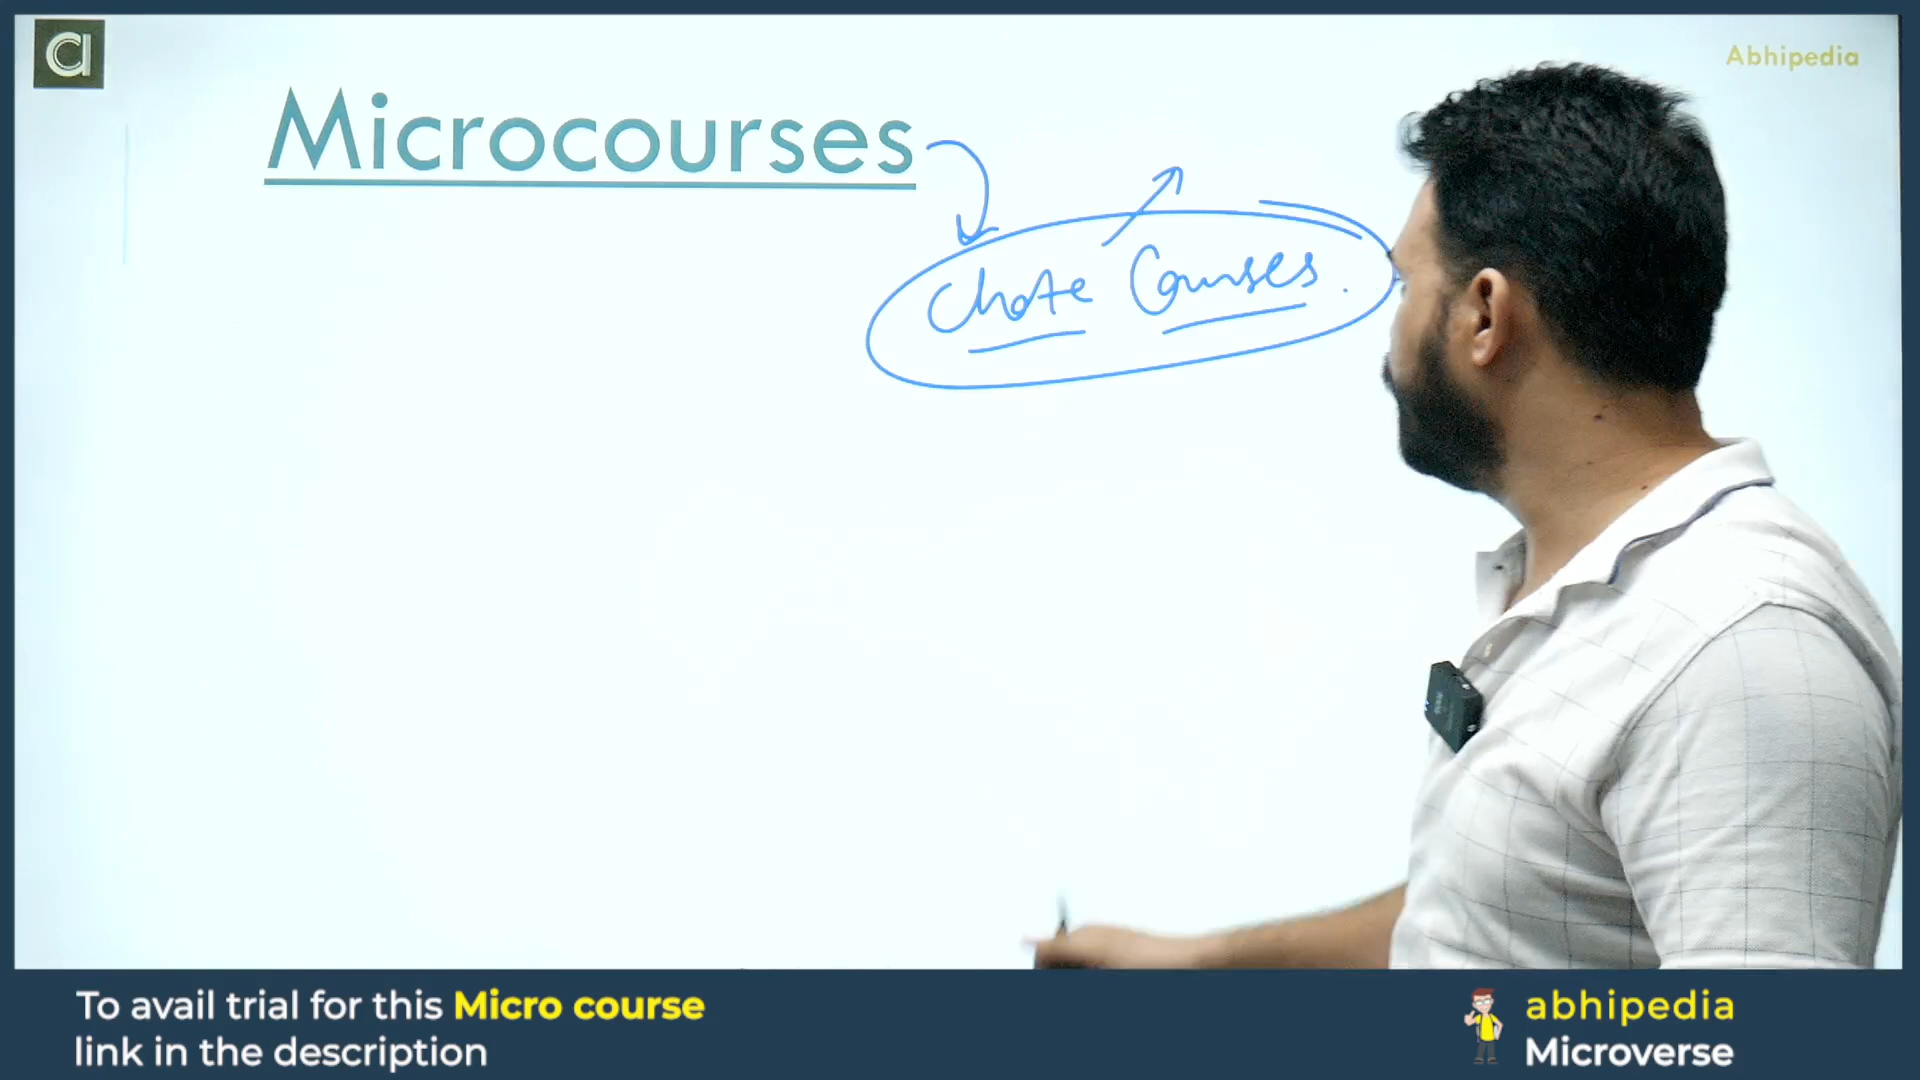 Abhipedia
Microcourses
Chote Courses.
To avail trial for this Micro course
link in the description
abhipedia
Microverse